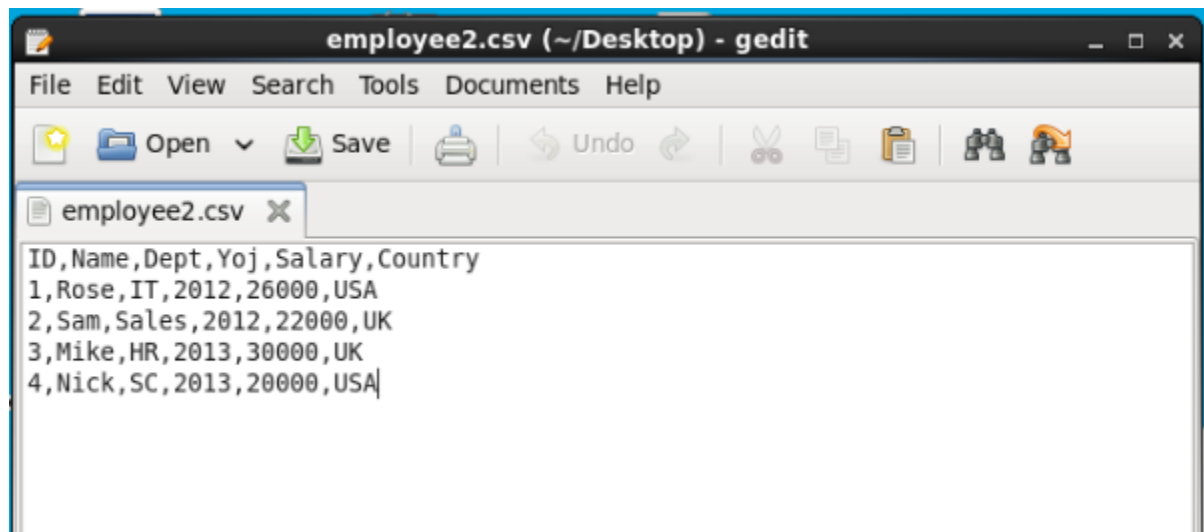 employee2.csv (~/Desktop) - gedit
File Edit View Search Tools Documents Help
Open Save Undo
employee2.csv
ID,Name,Dept,Yoj,Salary,Country
1,Rose,IT,2012,26000,USA
2,Sam,Sales,2012,22000,UK
3,Mike,HR,2013,30000,UK
4,Nick,SC,2013,20000,USA